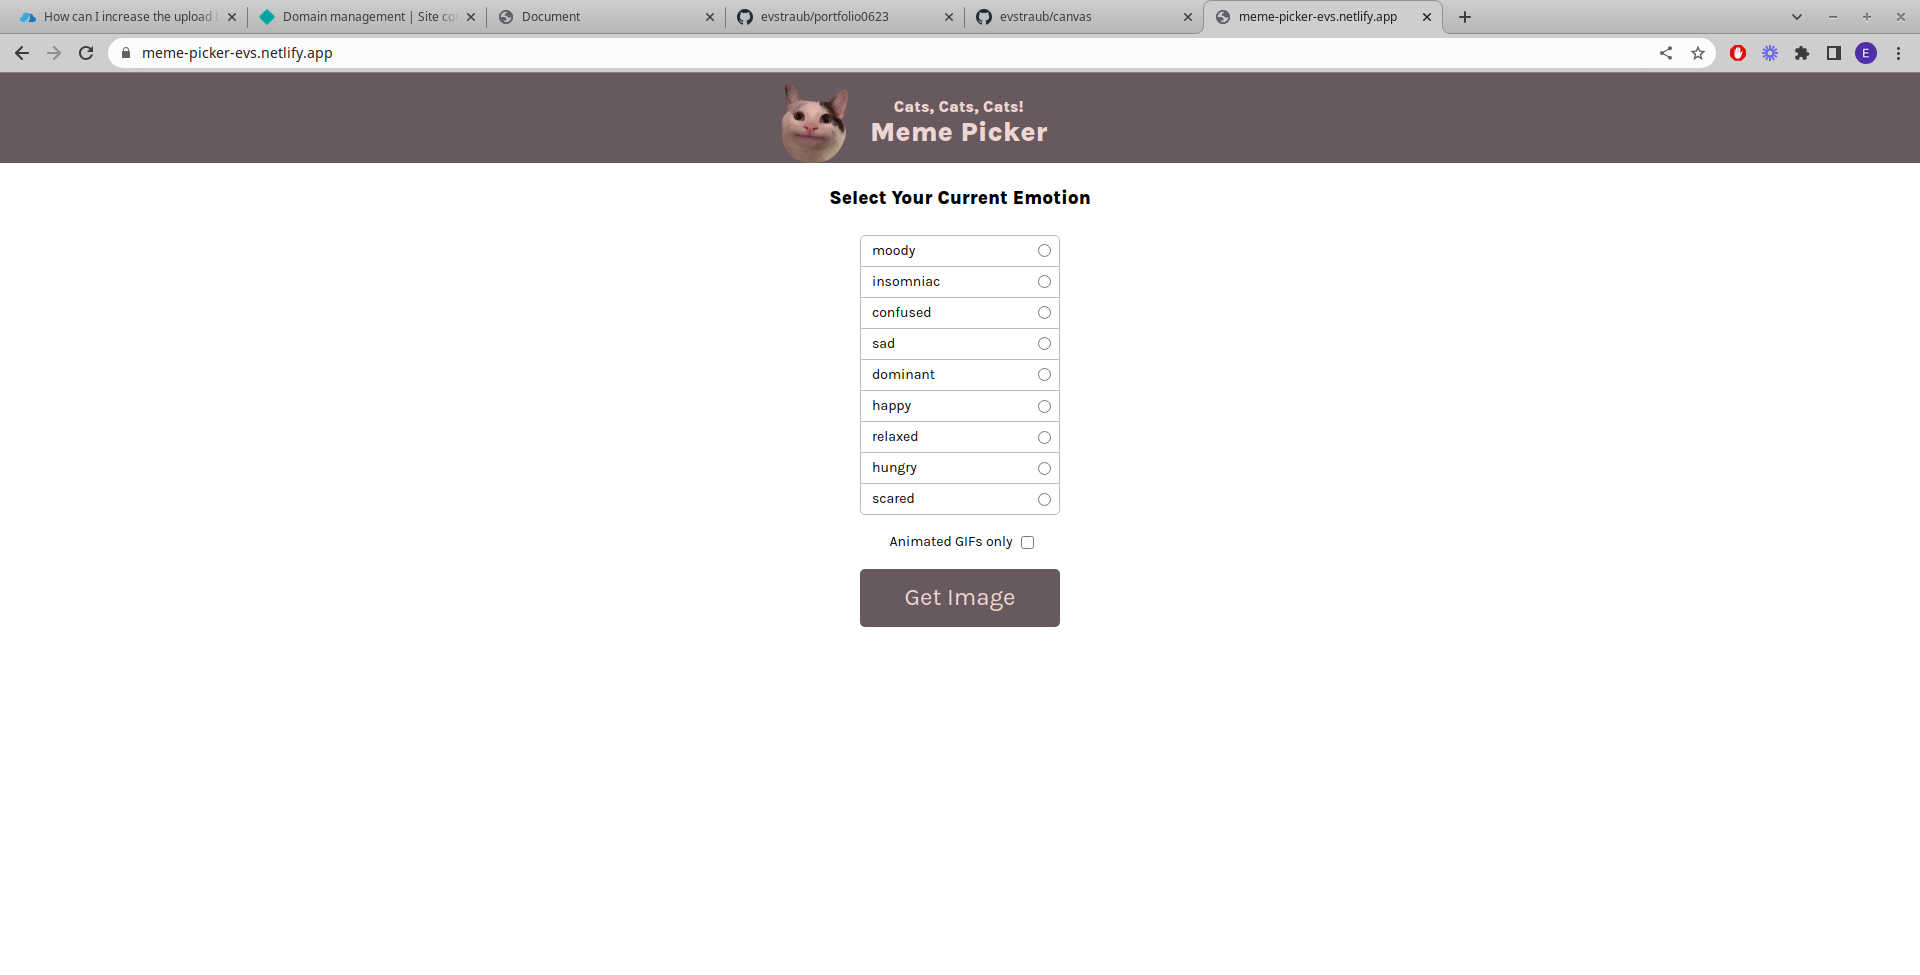 How can I increase the upload
Domain management | Site co
Document
evstraub/portfolio0623
evstraub/canvas
meme-picker-evs.netlify.app
meme-picker-evs.netlify.app
E
Cats, Cats, Cats!
Meme Picker
Select Your Current Emotion
moody
insomniac
confused
sad
dominant
happy
relaxed
hungry
scared
Animated GIFs only
Get Image